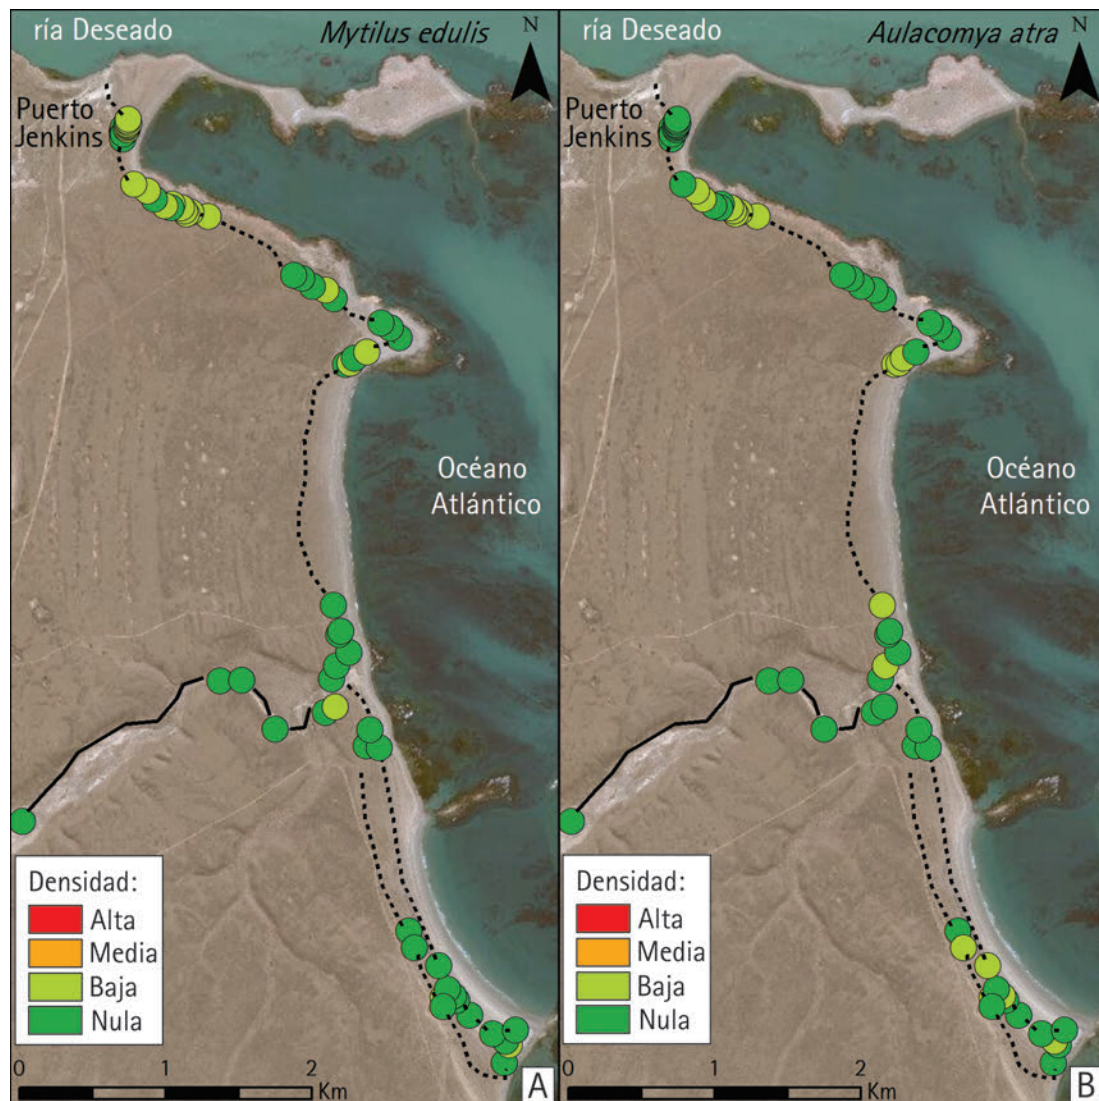 ría Deseado
Mytilus edulis
N
Puerto
Jenkins
Océano
Atlántico
Densidad:
Alta
Media
Baja
Nula
0 1 2
Km
A
ría Deseado
Aulacomya atra
N
Puerto
Jenkins
Océano
Atlántico
Densidad:
Alta
Media
Baja
Nula
0 1 2
Km
B